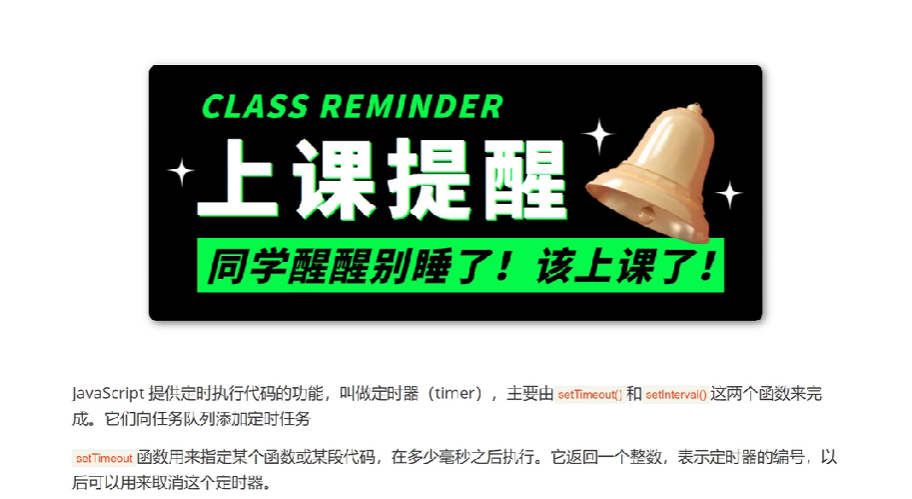 CLASS REMINDER
上课提醒
同学醒醒别睡了！该上课了！
JavaScript 提供定时执行代码的功能，叫做定时器（timer），主要由 setTimeout() 和 setInterval() 这两个函数来完
成。它们向任务队列添加定时任务
setTimeout 函数用来指定某个函数或某段代码，在多少毫秒之后执行。它返回一个整数，表示定时器的编号，以
后可以用来取消这个定时器。